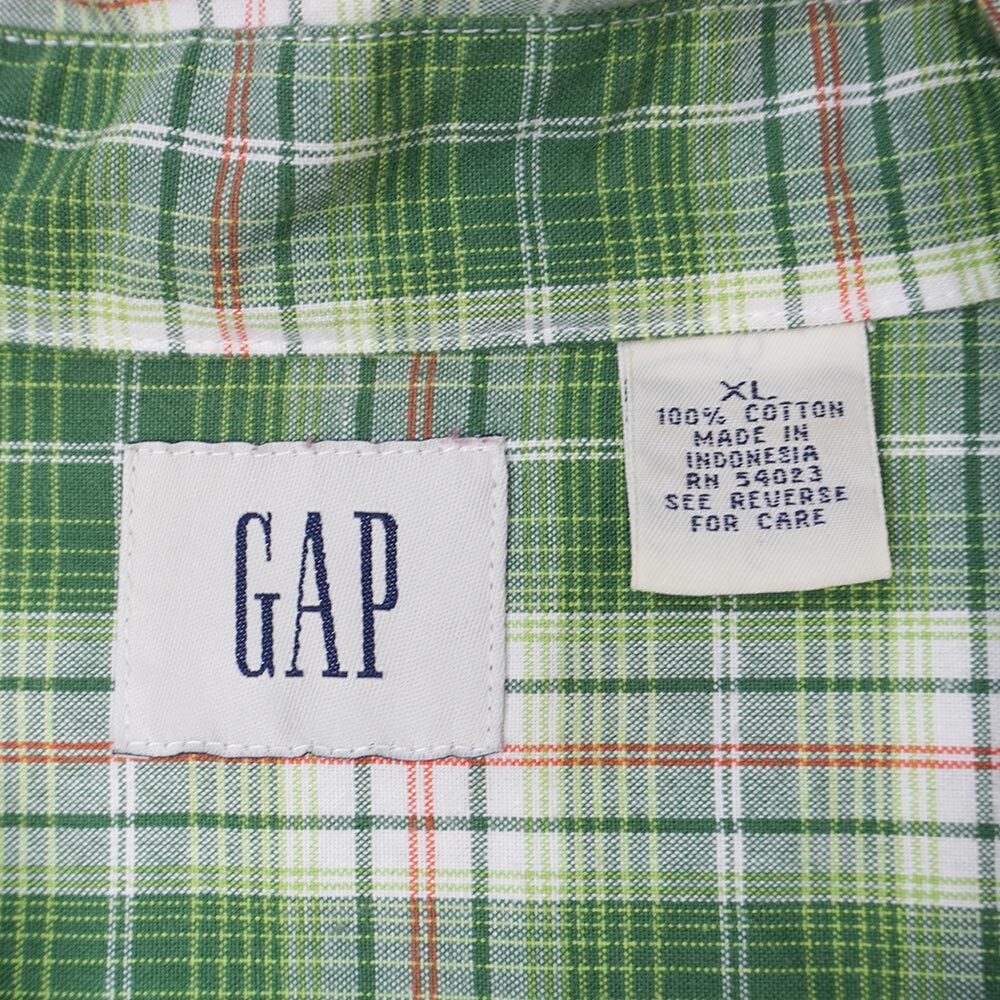 GAP
XL
100% COTTON
MADE IN
INDONESIA
RN 54023
SEE REVERSE
FOR CARE